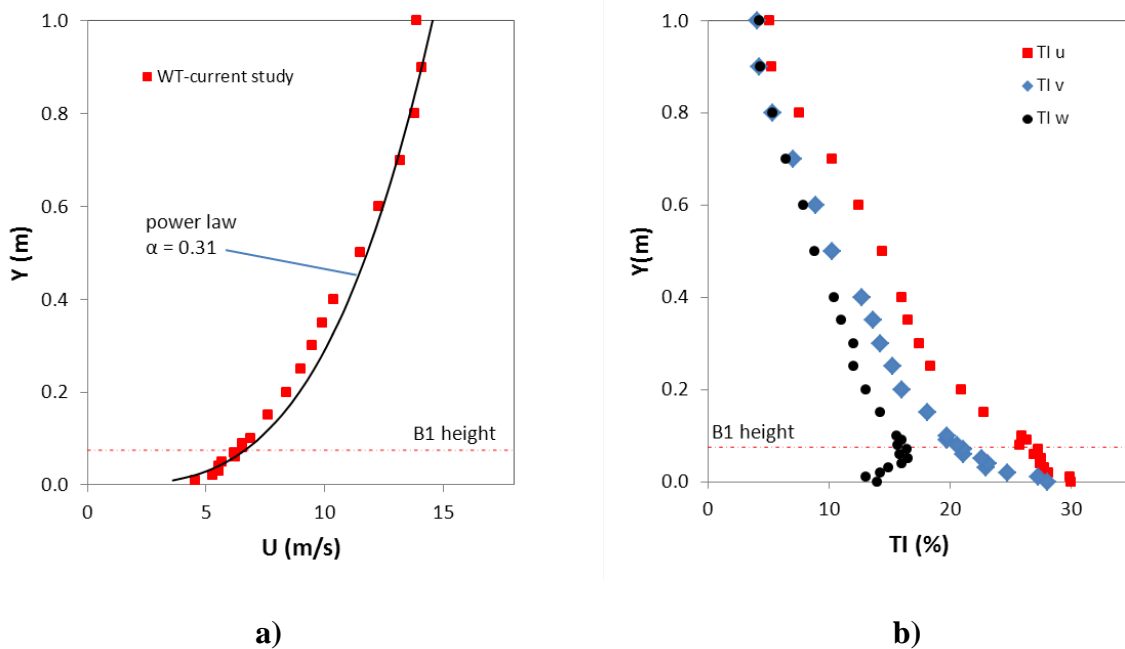 1.0
0.8
0.6
0.4
0.2
0.0
Y (m)
WT-current study
power law
α = 0.31
B1 height
0
5
10
15
U (m/s)
a)
1.0
0.8
0.6
0.4
0.2
0.0
Y(m)
TI u
TI v
TI w
B1 height
0
10
20
30
TI (%)
b)